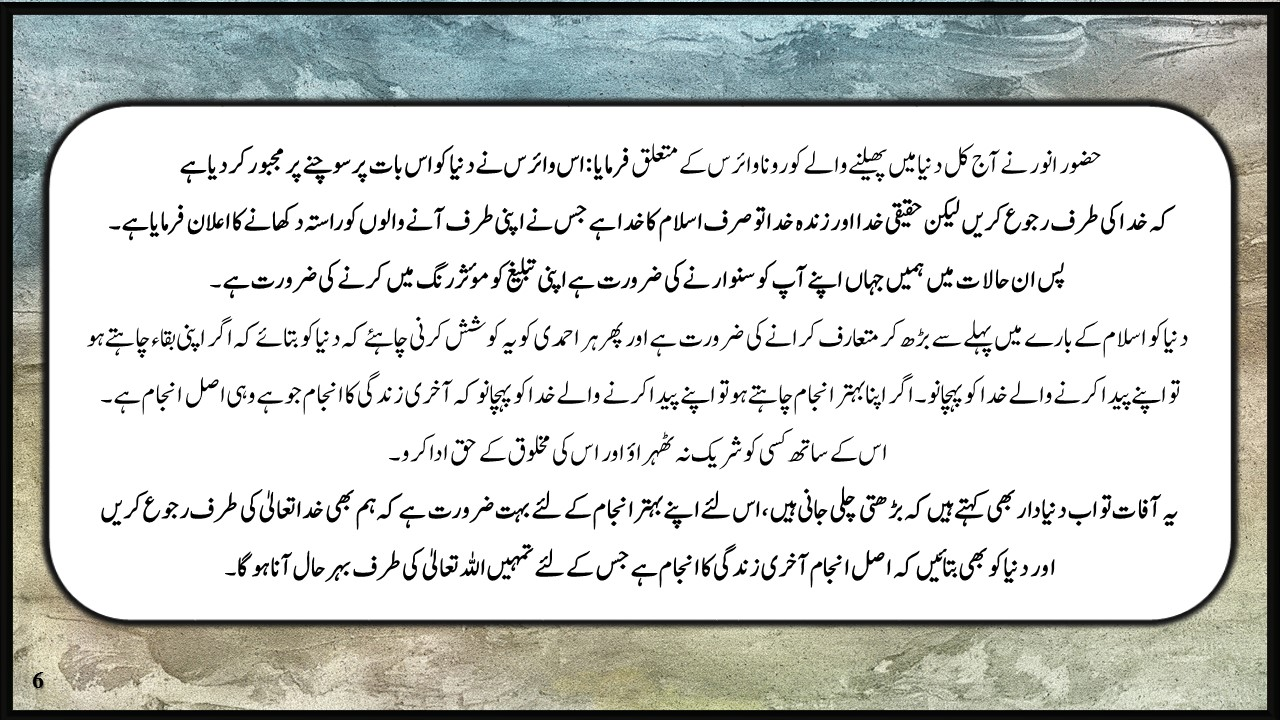 حضور انور نے آج کل دنیا میں پھیلنے والے کورونا وائرس کے متعلق فرمایا: اس وائرس نے دنیا کو اس بات پر سوچنے پر مجبور کر دیا ہے
کہ خدا کی طرف رجوع کریں لیکن حقیقی خدا اور زندہ خدا تو صرف اسلام کا خدا ہے جس نے اپنی طرف آنے والوں کو راستہ دکھانے کا اعلان فرمایا ہے۔
پس ان حالات میں ہمیں جہاں اپنے آپ کو سنوارنے کی ضرورت ہے اپنی تبلیغ کو مؤثر رنگ میں کرنے کی ضرورت ہے۔
دنیا کو اسلام کے بارے میں پہلے سے بڑھ کر متعارف کرانے کی ضرورت ہے اور پھر ہر احمدی کو یہ کوشش کرنی چاہئے کہ دنیا کو بتائے کہ اگر اپنی بقاء چاہتے ہو
تو اپنے پیدا کرنے والے خدا کو پہچانو۔ اگر اپنا بہتر انجام چاہتے ہو تو اپنے پیدا کرنے والے خدا کو پہچانو کہ آخری زندگی کا انجام جو ہے وہی اصل انجام ہے۔
اس کے ساتھ کسی کو شریک نہ ٹھہراؤ اور اس کی مخلوق کے حق ادا کرو۔
یہ آفات تو اب دنیا دار بھی کہتے ہیں کہ بڑھتی چلی جانی ہیں، اس لئے اپنے بہتر انجام کے لئے بہت ضرورت ہے کہ ہم بھی خدا تعالیٰ کی طرف رجوع کریں
اور دنیا کو بھی بتائیں کہ اصل انجام آخری زندگی کا انجام ہے جس کے لئے تمہیں اللہ تعالیٰ کی طرف بہرحال آنا ہو گا۔
6